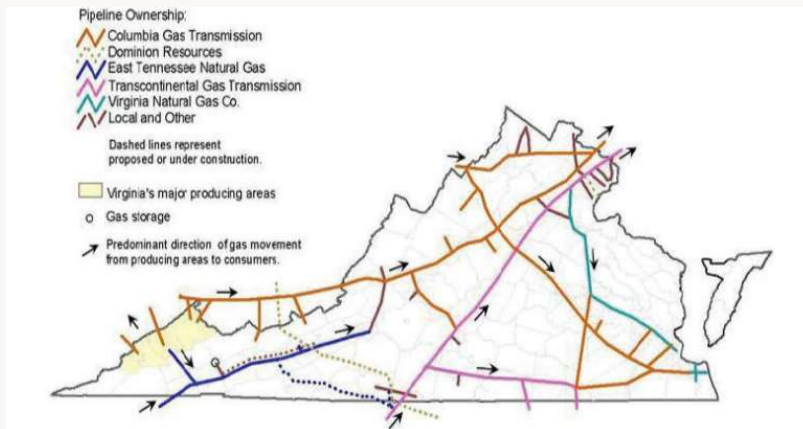 Pipeline Ownership:
Columbia Gas Transmission
Dominion Resources
East Tennessee Natural Gas
Transcontinental Gas Transmission
Virginia Natural Gas Co.
Local and Other
Dashed lines represent
proposed or under construction.
Virginia's major producing areas
Gas storage
Predominant direction of gas movement
from producing areas to consumers.